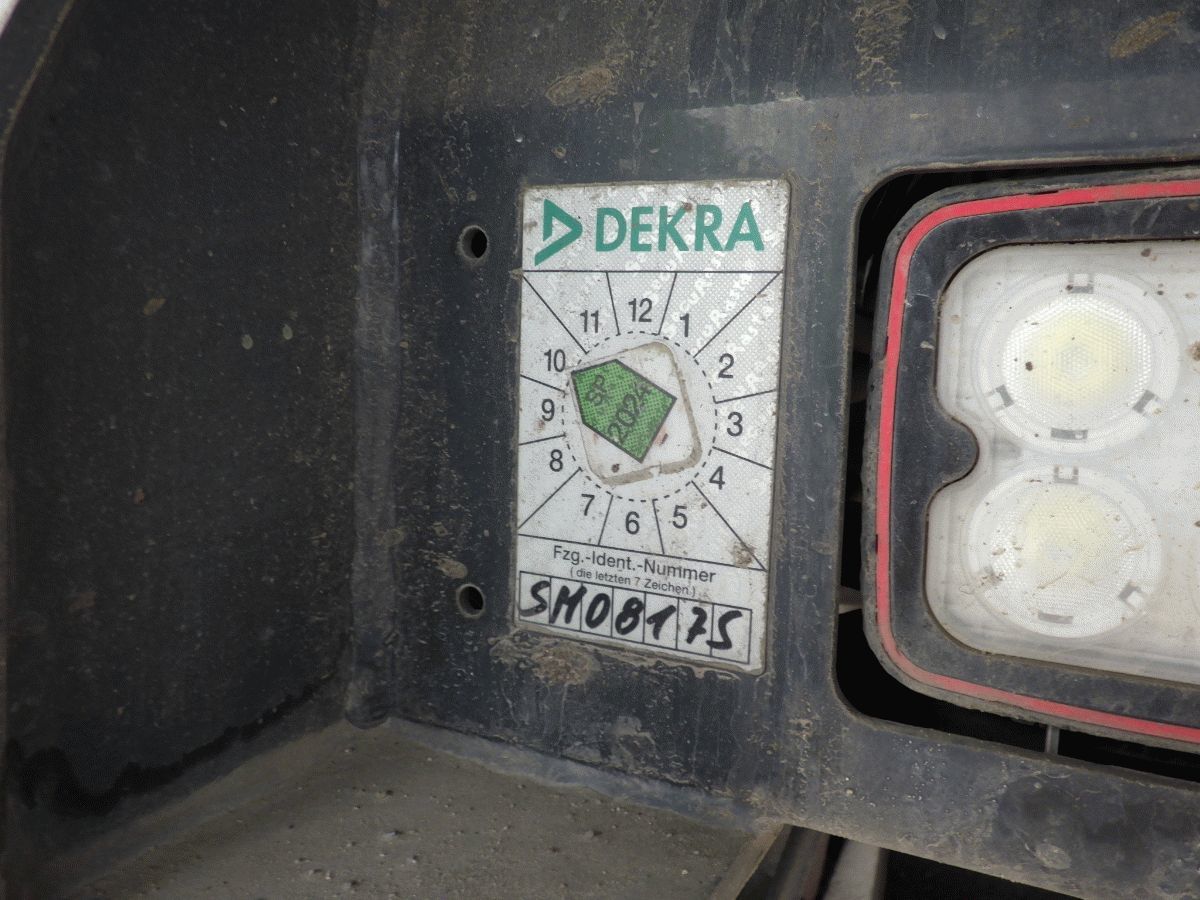 DEKRA
12
11
1
10
2
9
3
8
4
7
5
6
SP
2024
Fzg.-Ident.-Nummer
(die letzten 7 Zeichen)
SM08175